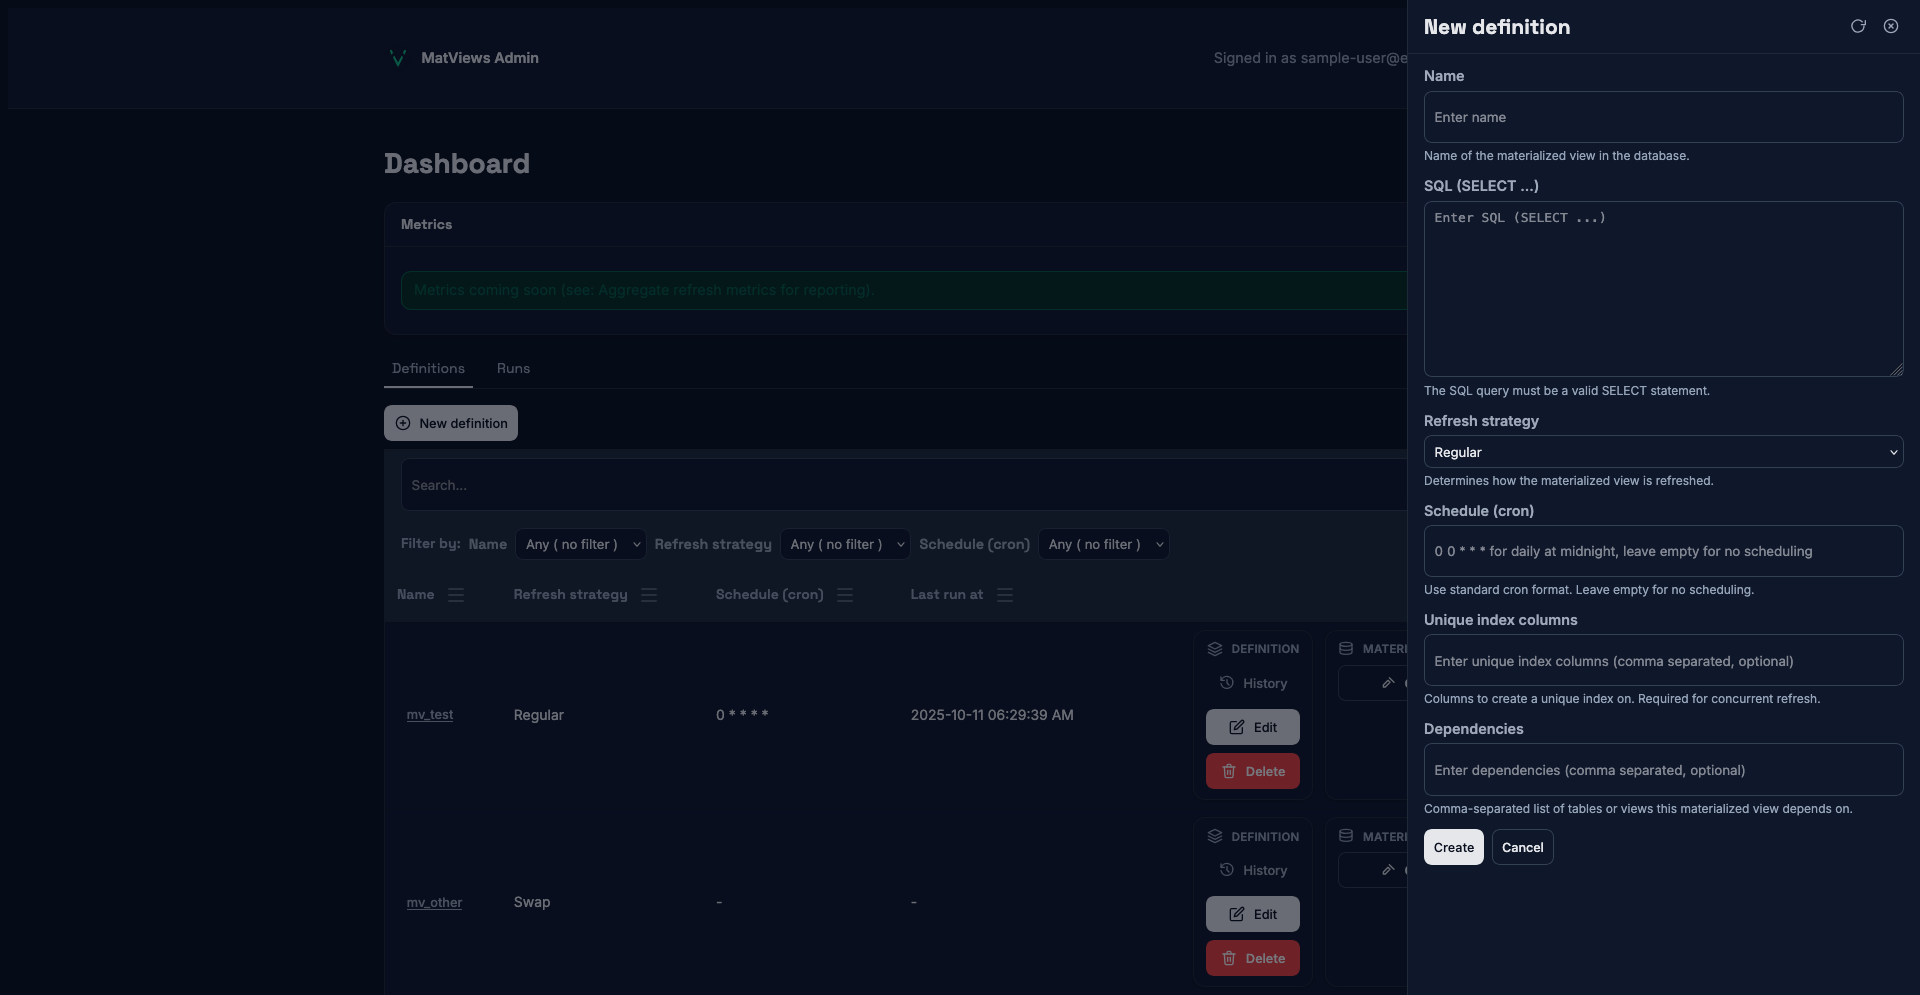 MatViews Admin
Signed in as sample-user@e
Dashboard
Metrics
Metrics coming soon (see: Aggregate refresh metrics for reporting).
Definitions
Runs
New definition
Search...
Filter by: Name Any ( no filter ) Refresh strategy Any ( no filter ) Schedule (cron) Any ( no filter )
Name Refresh strategy Schedule (cron) Last run at
DEFINITION
MATERI
History
mv_test Regular 0 * * * * 2025-10-11 06:29:39 AM
Edit
Delete
DEFINITION
MATERI
History
mv_other Swap - -
Edit
Delete
New definition
Name
Enter name
Name of the materialized view in the database.
SQL (SELECT ...)
Enter SQL (SELECT ...)
The SQL query must be a valid SELECT statement.
Refresh strategy
Regular
Determines how the materialized view is refreshed.
Schedule (cron)
0 0 * * * for daily at midnight, leave empty for no scheduling
Use standard cron format. Leave empty for no scheduling.
Unique index columns
Enter unique index columns (comma separated, optional)
Columns to create a unique index on. Required for concurrent refresh.
Dependencies
Enter dependencies (comma separated, optional)
Comma-separated list of tables or views this materialized view depends on.
Create
Cancel